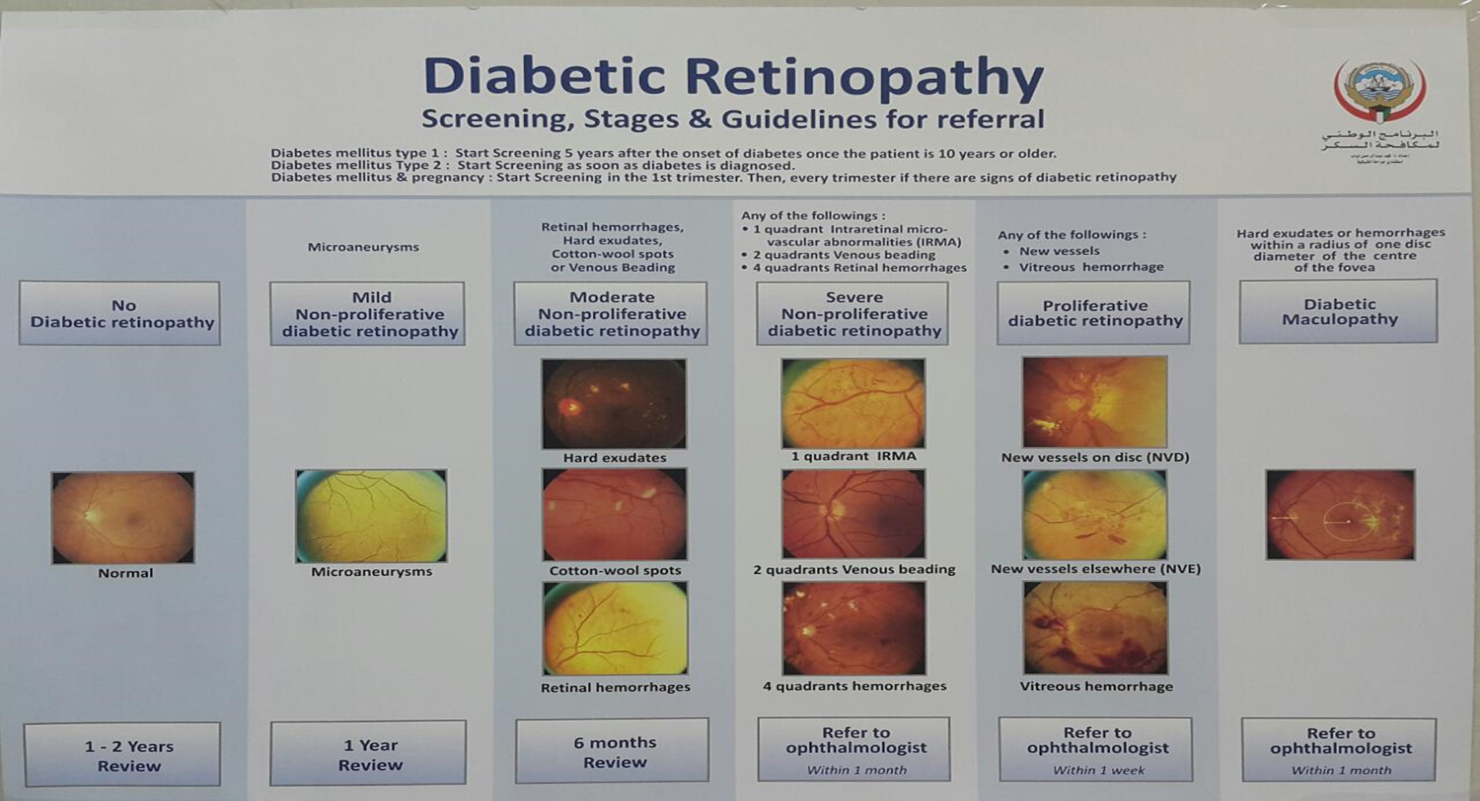 Diabetic Retinopathy
Screening, Stages & Guidelines for referral
البرنامج الوطني
لمكافحة السكر
Diabetes mellitus type 1 : Start Screening 5 years after the onset of diabetes once the patient is 10 years or older.
Diabetes mellitus Type 2 : Start Screening as soon as diabetes is diagnosed.
Diabetes mellitus & pregnancy : Start Screening in the 1st trimester. Then, every trimester if there are signs of diabetic retinopathy
No
Diabetic retinopathy
Normal
1 - 2 Years
Review
Microaneurysms
Mild
Non-proliferative
diabetic retinopathy
Microaneurysms
1 Year
Review
Retinal hemorrhages,
Hard exudates,
Cotton-wool spots
or Venous Beading
Moderate
Non-proliferative
diabetic retinopathy
Hard exudates
Cotton-wool spots
Retinal hemorrhages
6 months
Review
Any of the followings :
• 1 quadrant Intraretinal micro-
vascular abnormalities (IRMA)
• 2 quadrants Venous beading
• 4 quadrants Retinal hemorrhages
Severe
Non-proliferative
diabetic retinopathy
1 quadrant IRMA
2 quadrants Venous beading
4 quadrants hemorrhages
Refer to
ophthalmologist
Within 1 month
Any of the followings :
• New vessels
• Vitreous hemorrhage
Proliferative
diabetic retinopathy
New vessels on disc (NVD)
New vessels elsewhere (NVE)
Vitreous hemorrhage
Refer to
ophthalmologist
Within 1 week
Hard exudates or hemorrhages
within a radius of one disc
diameter of the centre
of the fovea
Diabetic
Maculopathy
Refer to
ophthalmologist
Within 1 month